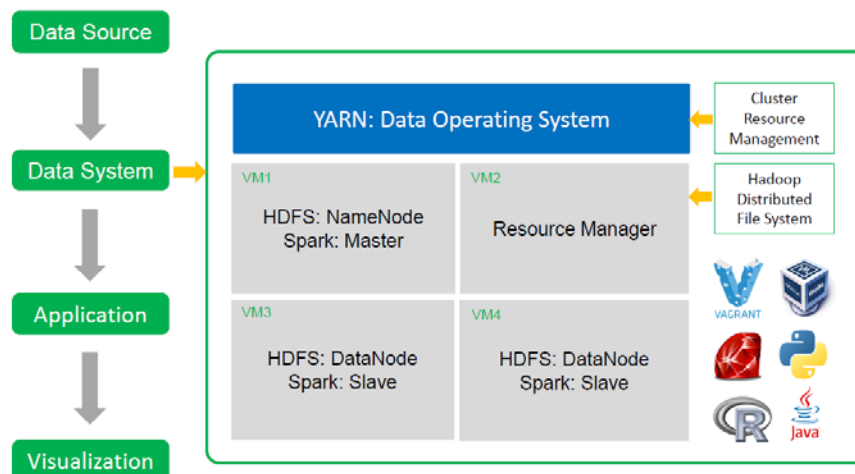 Data Source
Data System
Application
Visualization
YARN: Data Operating System
Cluster
Resource
Management
VM1
HDFS: NameNode
Spark: Master
VM2
Resource Manager
Hadoop
Distributed
File System
VM3
HDFS: DataNode
Spark: Slave
VM4
HDFS: DataNode
Spark: Slave
VAGRANT
R
Java